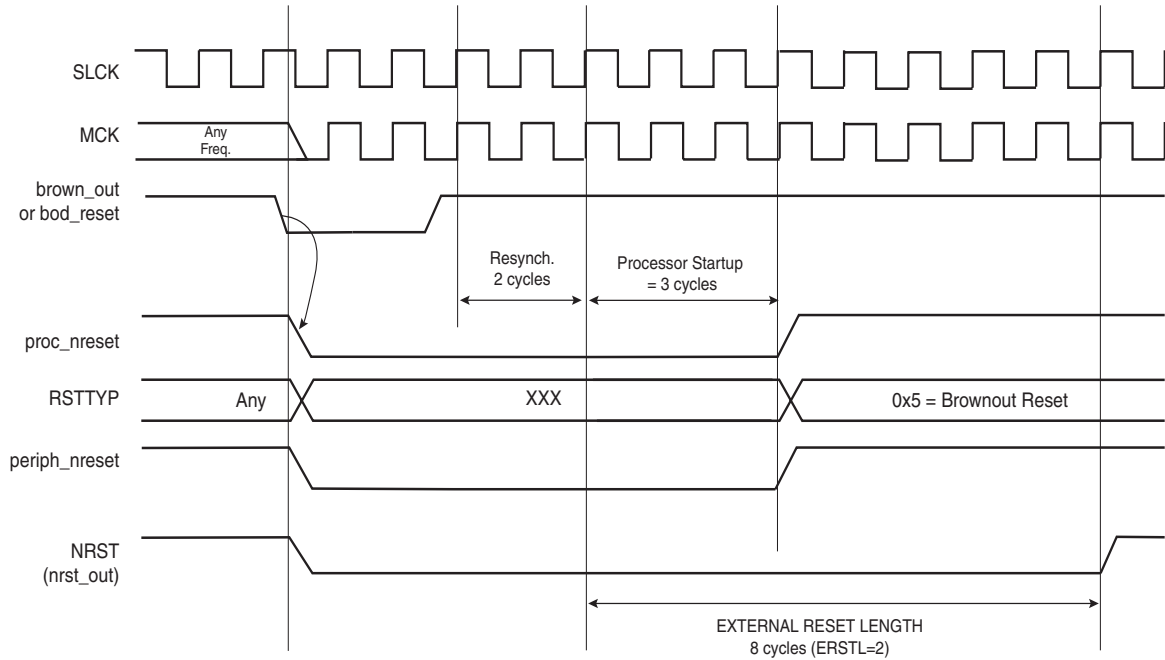 SLCK
MCK
Any
Freq.
brown_out
or bod_reset
Resynch.
2 cycles
Processor Startup
= 3 cycles
proc_nreset
RSTTYP
Any
XXX
0x5 = Brownout Reset
periph_nreset
NRST
(nrst_out)
EXTERNAL RESET LENGTH
8 cycles (ERSTL=2)